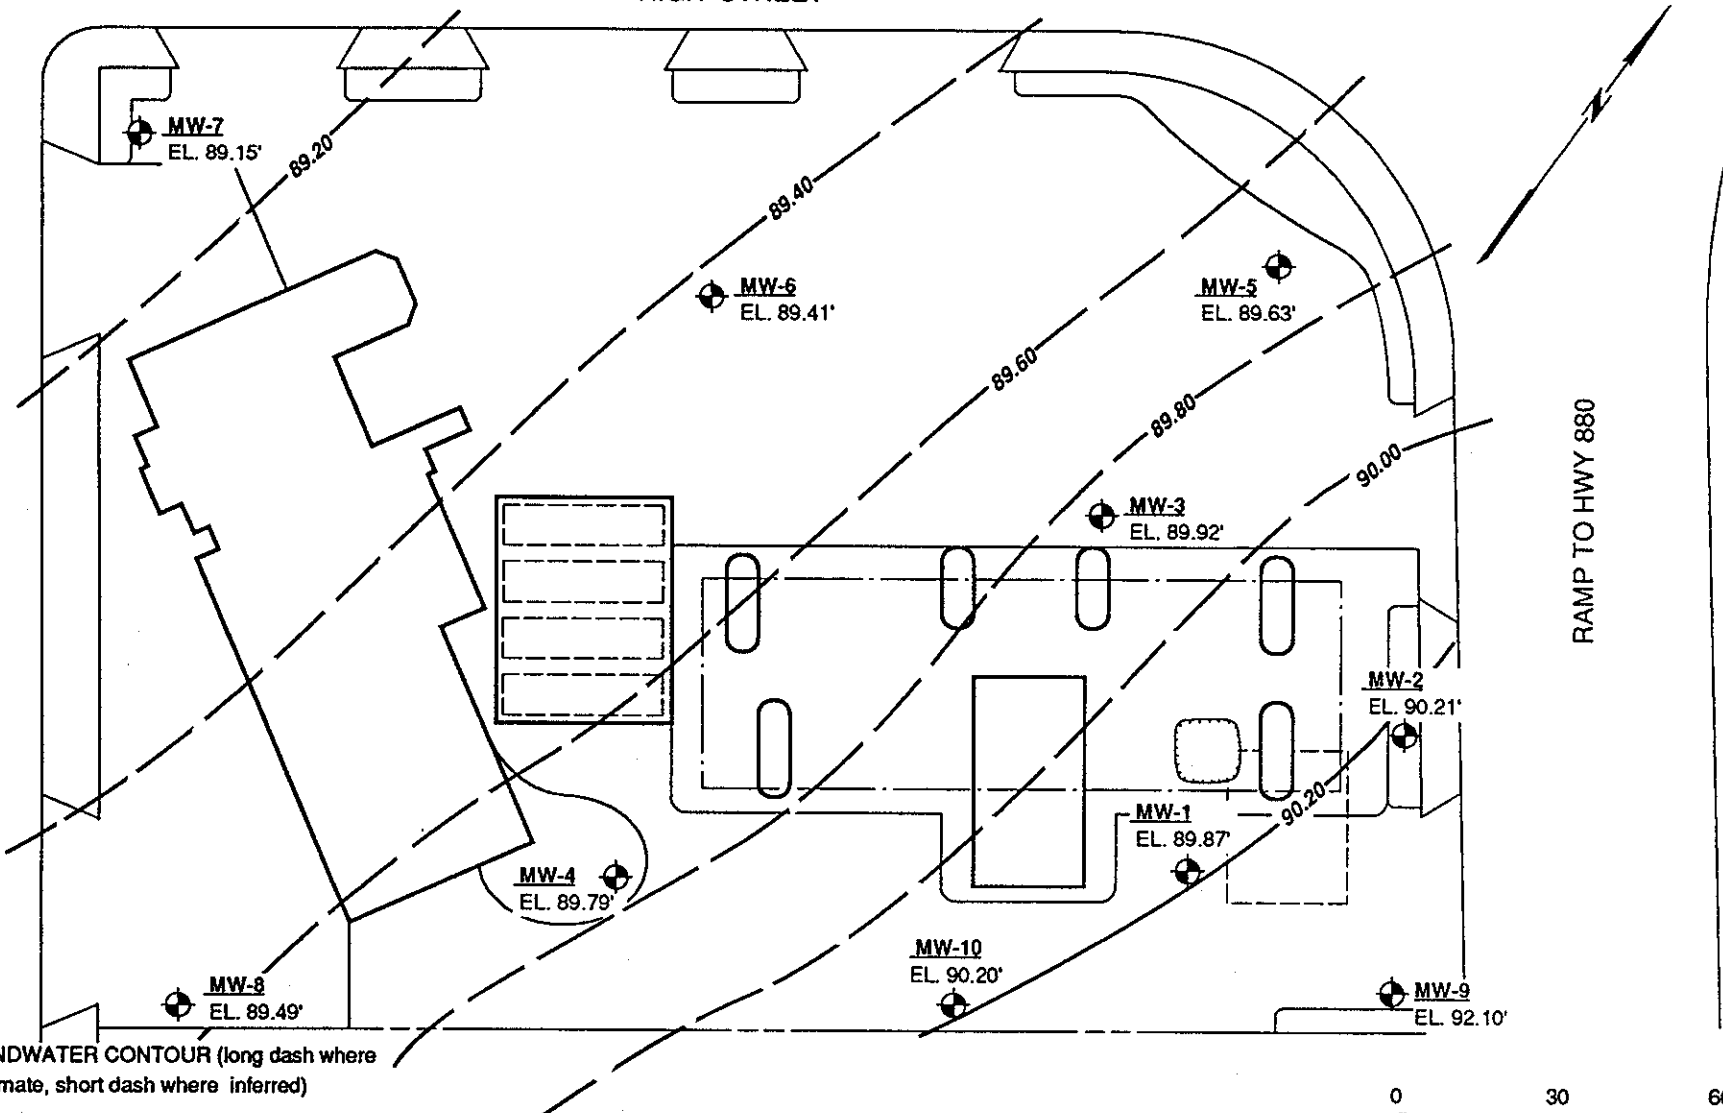 MW-7
EL. 89.15'
89.20
89.40
MW-6
EL. 89.41'
MW-5
EL. 89.63'
89.60
89.80
90.00
MW-3
EL. 89.92'
RAMP TO HWY 880
MW-2
EL. 90.21'
90.20
MW-1
EL. 89.87'
MW-4
EL. 89.79'
MW-10
EL. 90.20'
MW-8
EL. 89.49'
MW-9
EL. 92.10'
NDWATER CONTOUR (long dash where
mate, short dash where inferred)
0 30
N